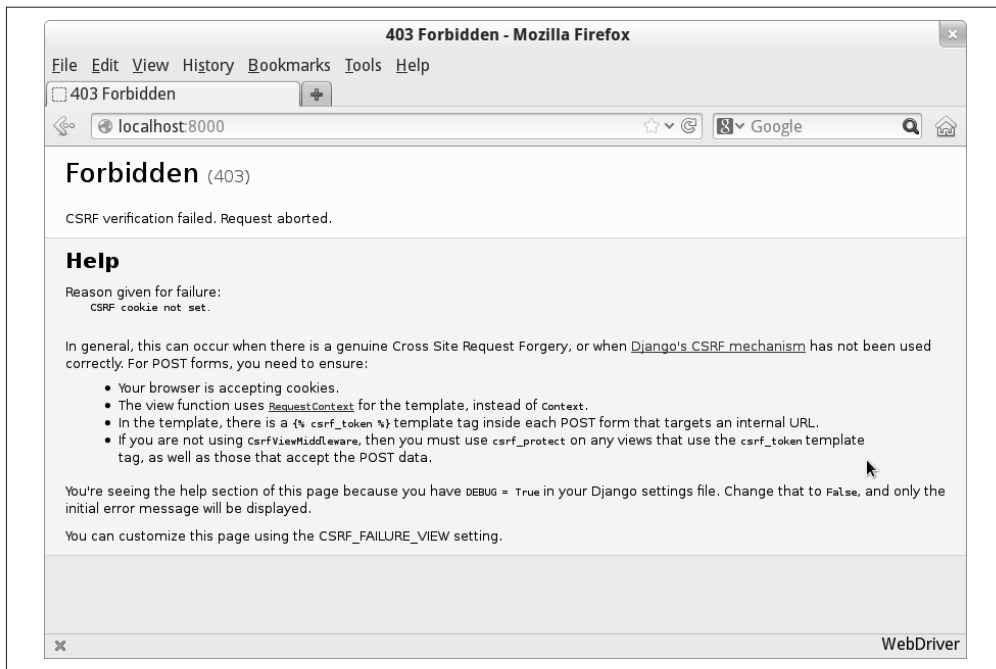 403 Forbidden - Mozilla Firefox
File Edit View History Bookmarks Tools Help
403 Forbidden
localhost:8000
Google
Forbidden (403)
CSRF verification failed. Request aborted.
Help
Reason given for failure:
CSRF cookie not set.
In general, this can occur when there is a genuine Cross Site Request Forgery, or when Django's CSRF mechanism has not been used
correctly. For POST forms, you need to ensure:
• Your browser is accepting cookies.
• The view function uses RequestContext for the template, instead of Context.
• In the template, there is a {% csrf_token %} template tag inside each POST form that targets an internal URL.
• If you are not using CsrfViewMiddleware, then you must use csrf_protect on any views that use the csrf_token template
tag, as well as those that accept the POST data.
You're seeing the help section of this page because you have DEBUG = True in your Django settings file. Change that to False, and only the
initial error message will be displayed.
You can customize this page using the CSRF_FAILURE_VIEW setting.
WebDriver